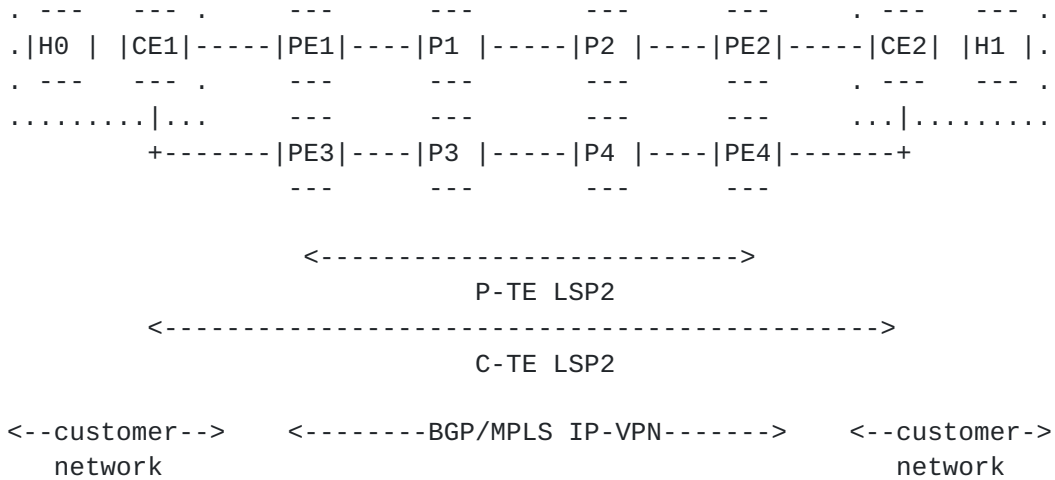 . ---   --- .     ---      ---       ---      ---     . ---   --- .
.|H0 | |CE1|-----|PE1|----|P1 |-----|P2 |----|PE2|-----|CE2| |H1 |.
. ---   --- .     ---      ---       ---      ---     . ---   --- .
.........|...     ---      ---       ---      ---     ...|.........
+-------|PE3|----|P3 |-----|P4 |----|PE4|-------+
---      ---       ---      ---
<--------------------------->
P-TE LSP2
<----------------------------------------------->
C-TE LSP2
<--customer-->    <--------BGP/MPLS IP-VPN------->    <--customer->
network                                               network